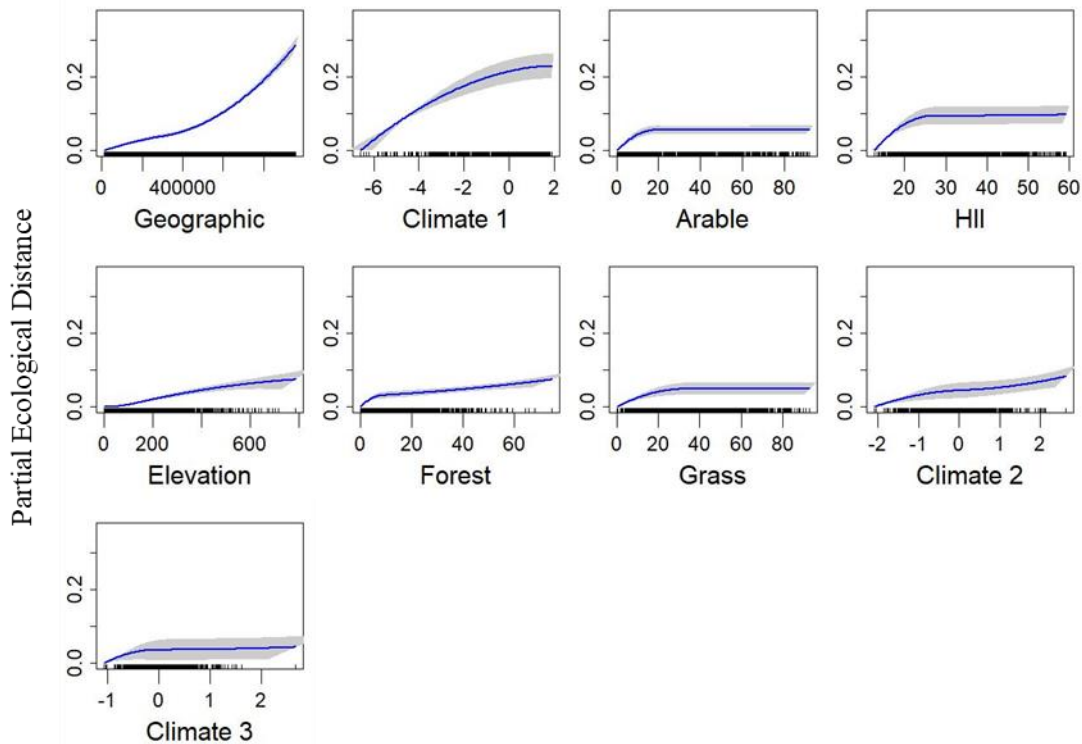 Partial Ecological Distance
0.0 0.2
0 400000
Geographic
0.0 0.2
-6 -4 -2 0 2
Climate 1
0.0 0.2
0 20 40 60 80
Arable
0.0 0.2
20 30 40 50 60
HII
0.0 0.2
0 200 600
Elevation
0.0 0.2
0 20 40 60
Forest
0.0 0.2
0 20 40 60 80
Grass
0.0 0.2
-2 -1 0 1 2
Climate 2
0.0 0.2
-1 0 1 2
Climate 3